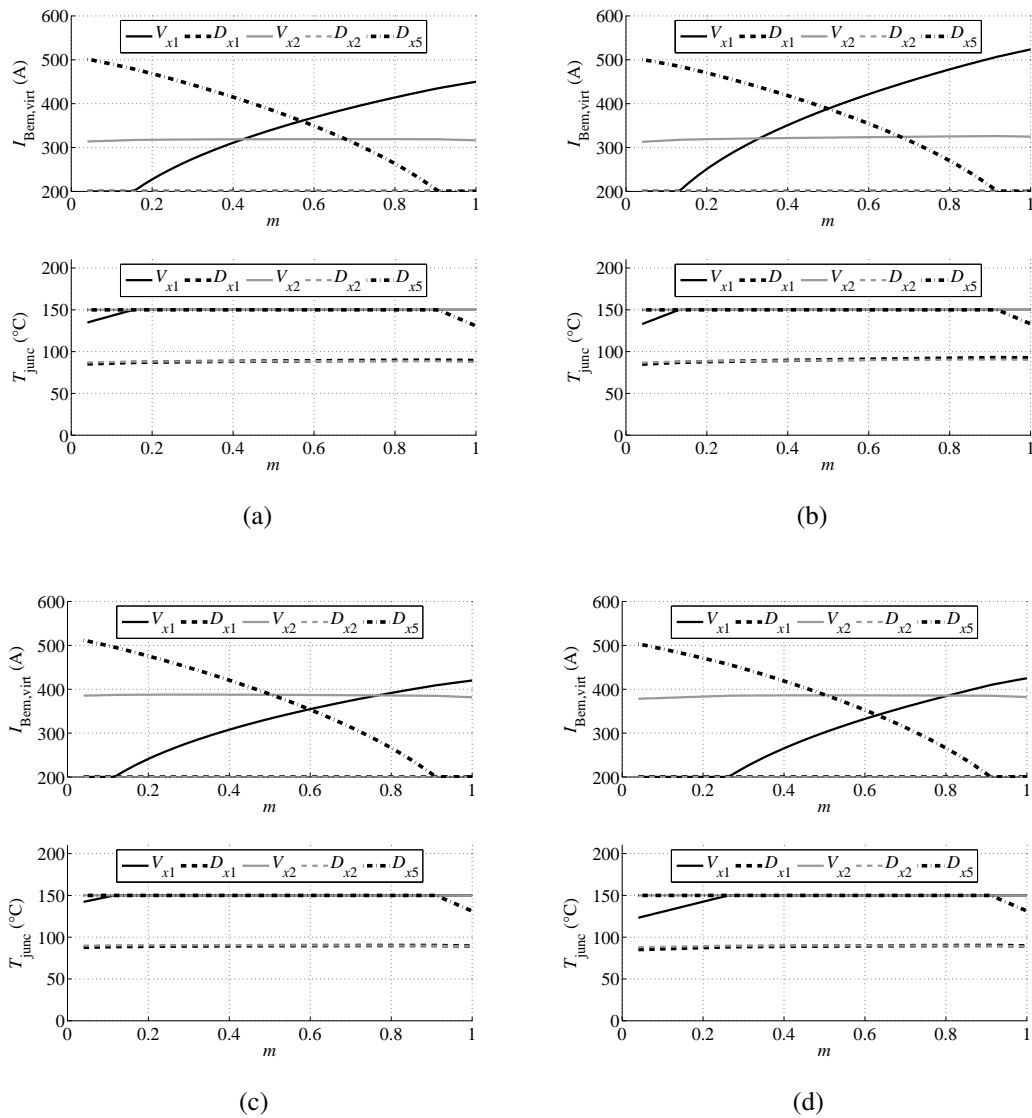 600
500
400
300
200
I_Bem,virt (A)
V_x1 D_x1 V_x2 D_x2 D_x5
0 0.2 0.4 0.6 0.8 1
m
200
150
100
50
0
T_junc (°C)
V_x1 D_x1 V_x2 D_x2 D_x5
0 0.2 0.4 0.6 0.8 1
m
(a)
600
500
400
300
200
I_Bem,virt (A)
V_x1 D_x1 V_x2 D_x2 D_x5
0 0.2 0.4 0.6 0.8 1
m
200
150
100
50
0
T_junc (°C)
V_x1 D_x1 V_x2 D_x2 D_x5
0 0.2 0.4 0.6 0.8 1
m
(b)
600
500
400
300
200
I_Bem,virt (A)
V_x1 D_x1 V_x2 D_x2 D_x5
0 0.2 0.4 0.6 0.8 1
m
200
150
100
50
0
T_junc (°C)
V_x1 D_x1 V_x2 D_x2 D_x5
0 0.2 0.4 0.6 0.8 1
m
(c)
600
500
400
300
200
I_Bem,virt (A)
V_x1 D_x1 V_x2 D_x2 D_x5
0 0.2 0.4 0.6 0.8 1
m
200
150
100
50
0
T_junc (°C)
V_x1 D_x1 V_x2 D_x2 D_x5
0 0.2 0.4 0.6 0.8 1
m
(d)